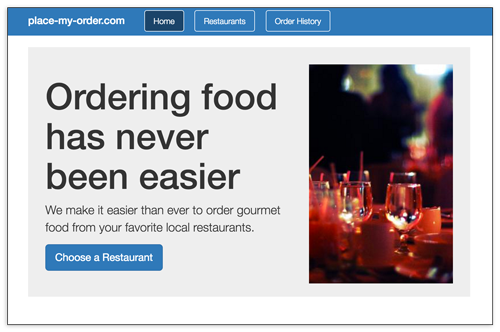 place-my-order.com
Home
Restaurants
Order History
Ordering food
has never
been easier
We make it easier than ever to order gourmet
food from your favorite local restaurants.
Choose a Restaurant